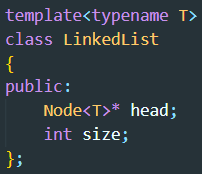 template<typename T>
class LinkedList
{
public:
    Node<T>* head;
    int size;
};